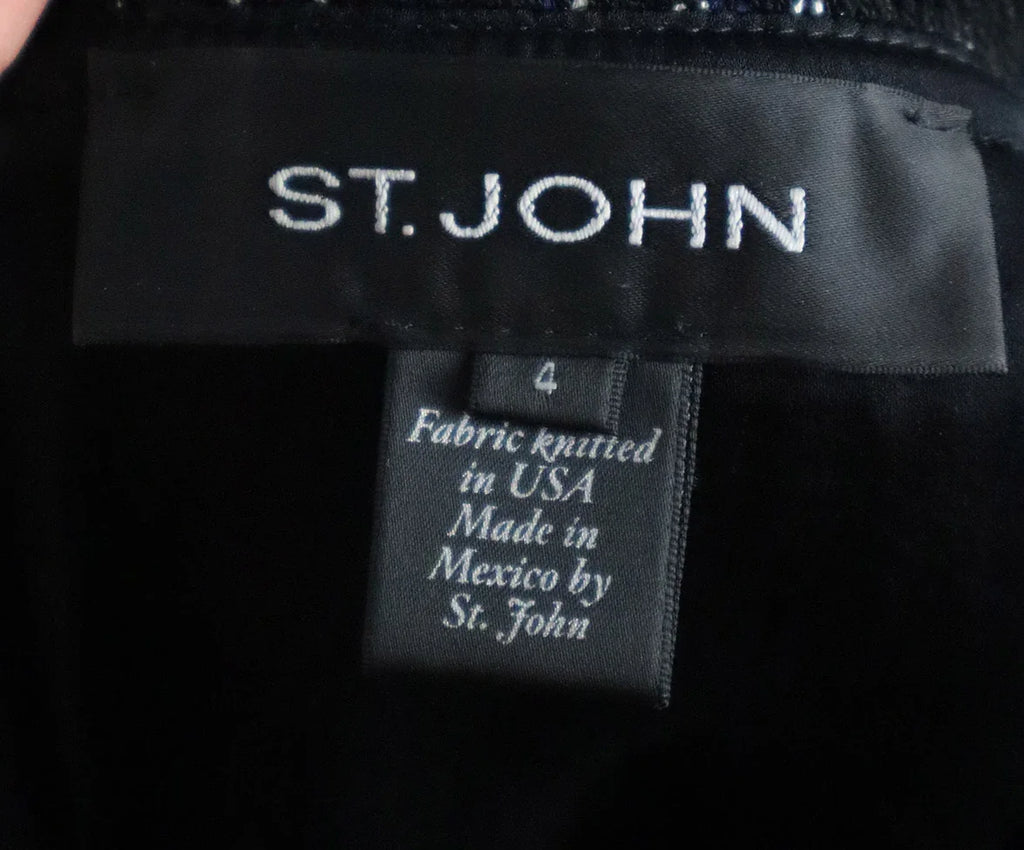 ST. JOHN
4
Fabric knitted
in USA
Made in
Mexico by
St. John